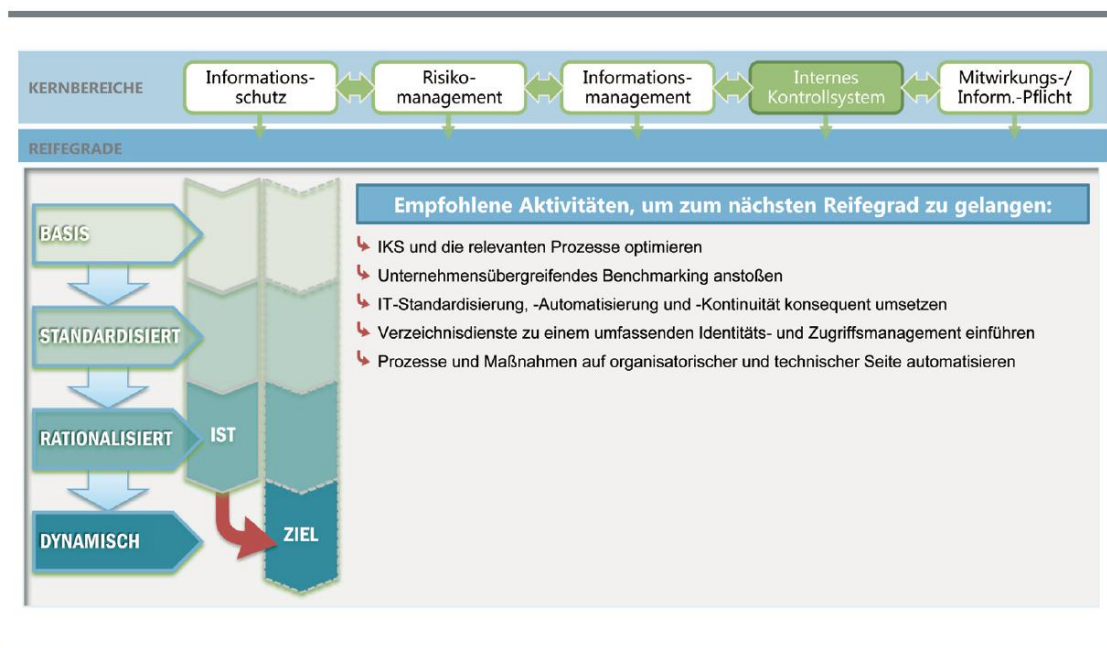 KERNBEREICHE
Informations-
schutz
Risiko-
management
Informations-
management
Internes
Kontrollsystem
Mitwirkungs-/
Inform.-Pflicht
REIFEGRADE
Empfohlene Aktivitäten, um zum nächsten Reifegrad zu gelangen:
BASIS
IKS und die relevanten Prozesse optimieren
Unternehmensübergreifendes Benchmarking anstoßen
IT-Standardisierung, -Automatisierung und -Kontinuität konsequent umsetzen
STANDARDISIERT
Verzeichnisdienste zu einem umfassenden Identitäts- und Zugriffsmanagement einführen
Prozesse und Maßnahmen auf organisatorischer und technischer Seite automatisieren
RATIONALISIERT
IST
DYNAMISCH
ZIEL